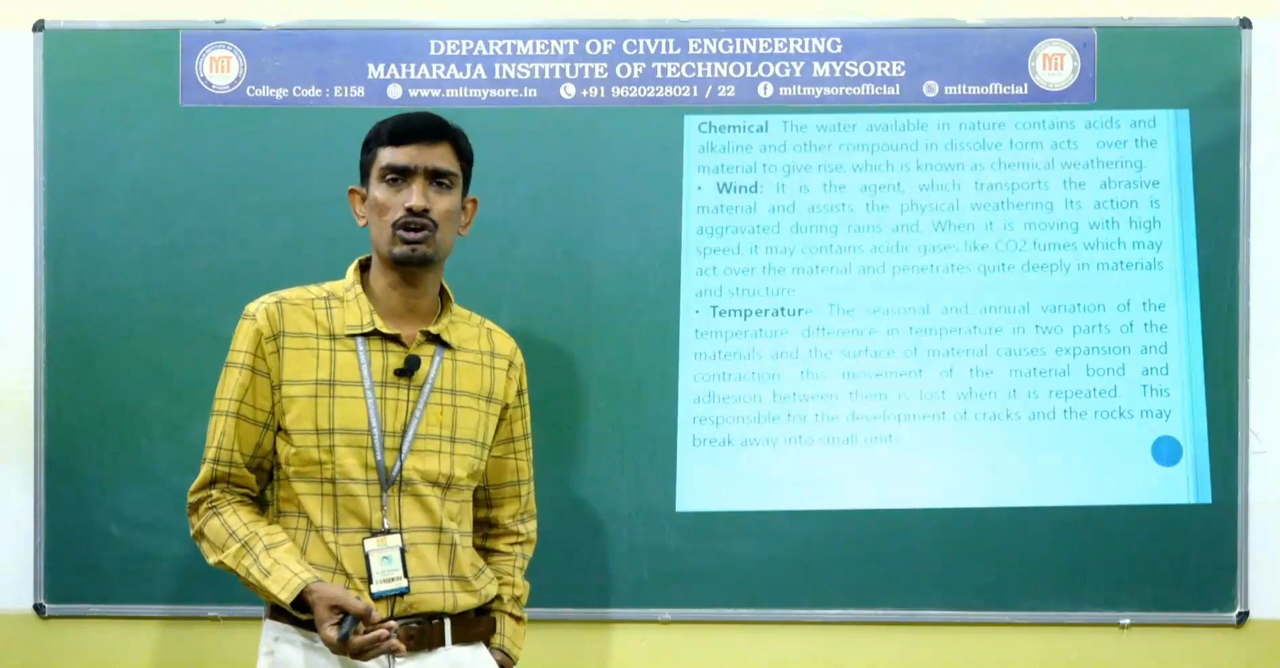 DEPARTMENT OF CIVIL ENGINEERING
MAHARAJA INSTITUTE OF TECHNOLOGY MYSORE
College Code : E158 www.mitmysore.in +91 9620228021 / 22 mitmysoreofficial mitmofficial
MIT
MIT
Chemical The water available in nature contains acids and
alkaline and other compound in dissolve form acts over the
material to give rise, which is known as chemical weathering.
• Wind: It is the agent, which transports the abrasive
material and assists the physical weathering Its action is
aggravated during rains and, When it is moving with high
speed, it may contains acidic gases like CO2 fumes which may
act over the material and penetrates quite deeply in materials
and structure
• Temperature The seasonal and annual variation of the
temperature difference in temperature in two parts of the
materials and the surface of material causes expansion and
contraction this movement of the material bond and
adhesion between them is lost when it is repeated. This
responsible for the development of cracks and the rocks may
break away into small units